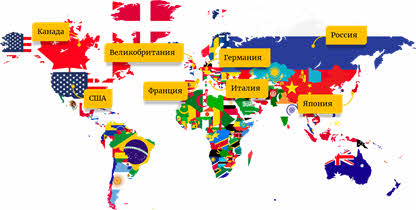 Канада
Россия
Великобритания
Германия
Франция
Италия
США
Япония